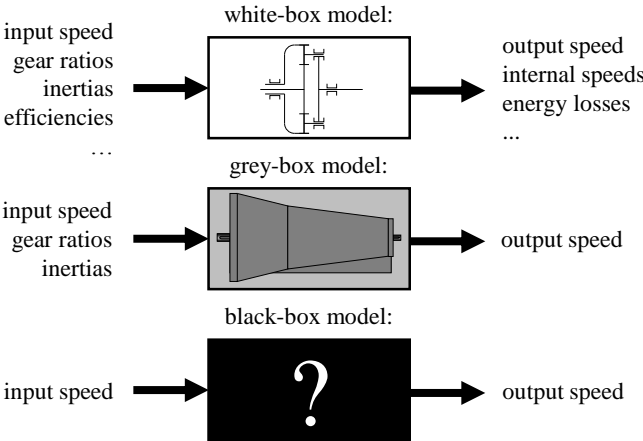 white-box model:
input speed
gear ratios
inertias
efficiencies
…
output speed
internal speeds
energy losses
...
grey-box model:
input speed
gear ratios
inertias
output speed
black-box model:
input speed
?
output speed